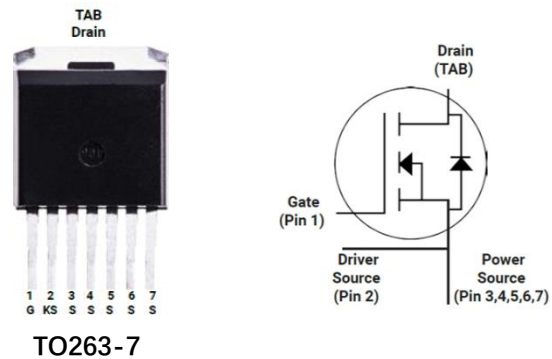 TAB
Drain
1 2 3 4 5 6 7
G KS S S S S S
TO263-7
Drain
(TAB)
Gate
(Pin 1)
Driver
Source
(Pin 2)
Power
Source
(Pin 3,4,5,6,7)